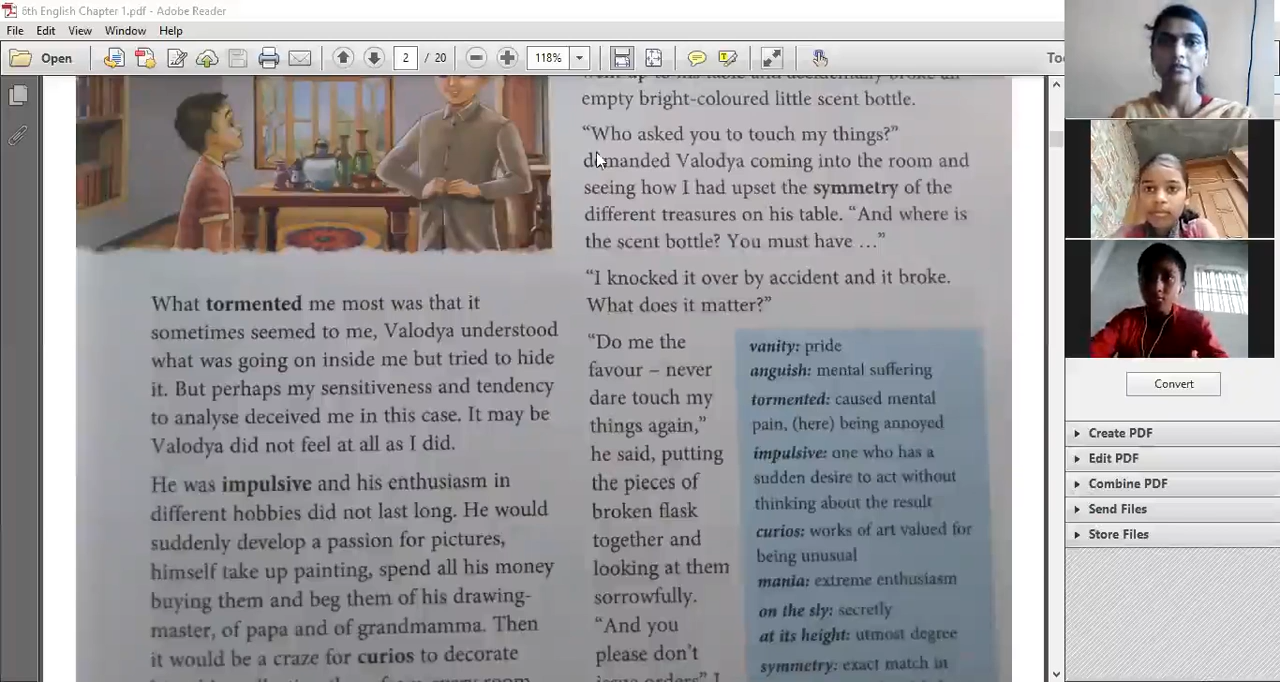 6th English Chapter 1.pdf - Adobe Reader
File Edit View Window Help
Open 2 / 20 118% To
What tormented me most was that it
sometimes seemed to me, Valodya understood
what was going on inside me but tried to hide
it. But perhaps my sensitiveness and tendency
to analyse deceived me in this case. It may be
Valodya did not feel at all as I did.
He was impulsive and his enthusiasm in
different hobbies did not last long. He would
suddenly develop a passion for pictures,
himself take up painting, spend all his money
buying them and beg them of his drawing-
master, of papa and of grandmamma. Then
it would be a craze for curios to decorate
empty bright-coloured little scent bottle.
“Who asked you to touch my things?”
demanded Valodya coming into the room and
seeing how I had upset the symmetry of the
different treasures on his table. “And where is
the scent bottle? You must have ...”
“I knocked it over by accident and it broke.
What does it matter?”
“Do me the
favour – never
dare touch my
things again,”
he said, putting
the pieces of
broken flask
together and
looking at them
sorrowfully.
“And you
please don’t
vanity: pride
anguish: mental suffering
tormented: caused mental
pain, (here) being annoyed
impulsive: one who has a
sudden desire to act without
thinking about the result
curios: works of art valued for
being unusual
mania: extreme enthusiasm
on the sly: secretly
at its height: utmost degree
symmetry: exact match in
Convert
Create PDF
Edit PDF
Combine PDF
Send Files
Store Files